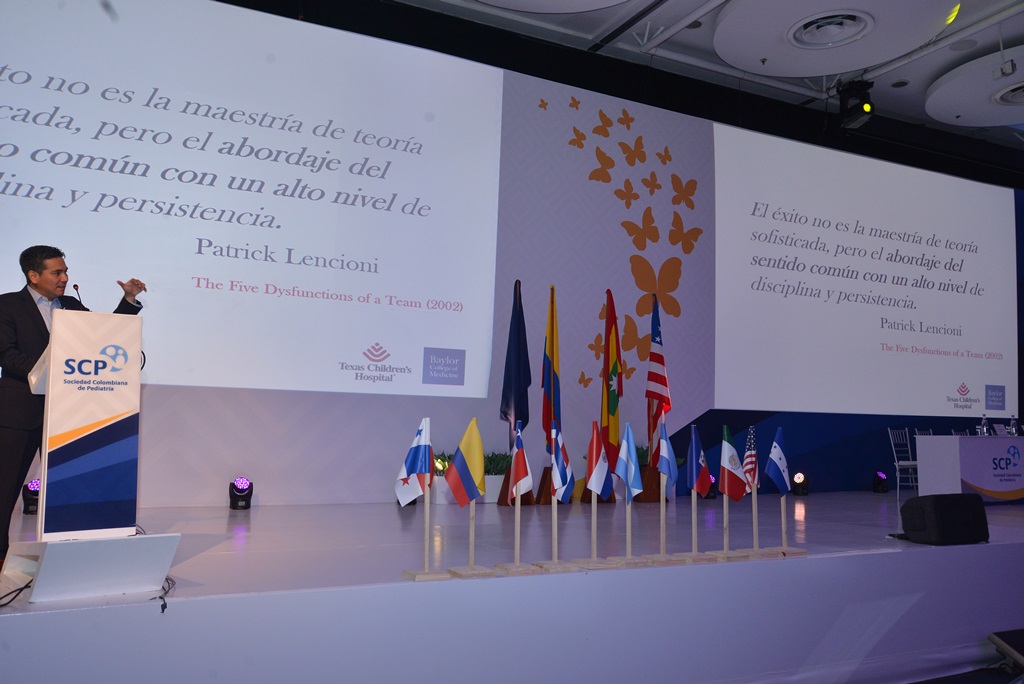 to no es la maestría de teoría
cada, pero el abordaje del
o común con un alto nivel de
lina y persistencia.
Patrick Lencioni
The Five Dysfunctions of a Team (2002)
Texas Children's
Hospital
Baylor
College of
Medicine
El éxito no es la maestría de teoría
sofisticada, pero el abordaje del
sentido común con un alto nivel de
disciplina y persistencia.
Patrick Lencioni
The Five Dysfunctions of a Team (2002)
Texas Children's
Hospital
SCP
Sociedad Colombiana
de Pediatría
SCP